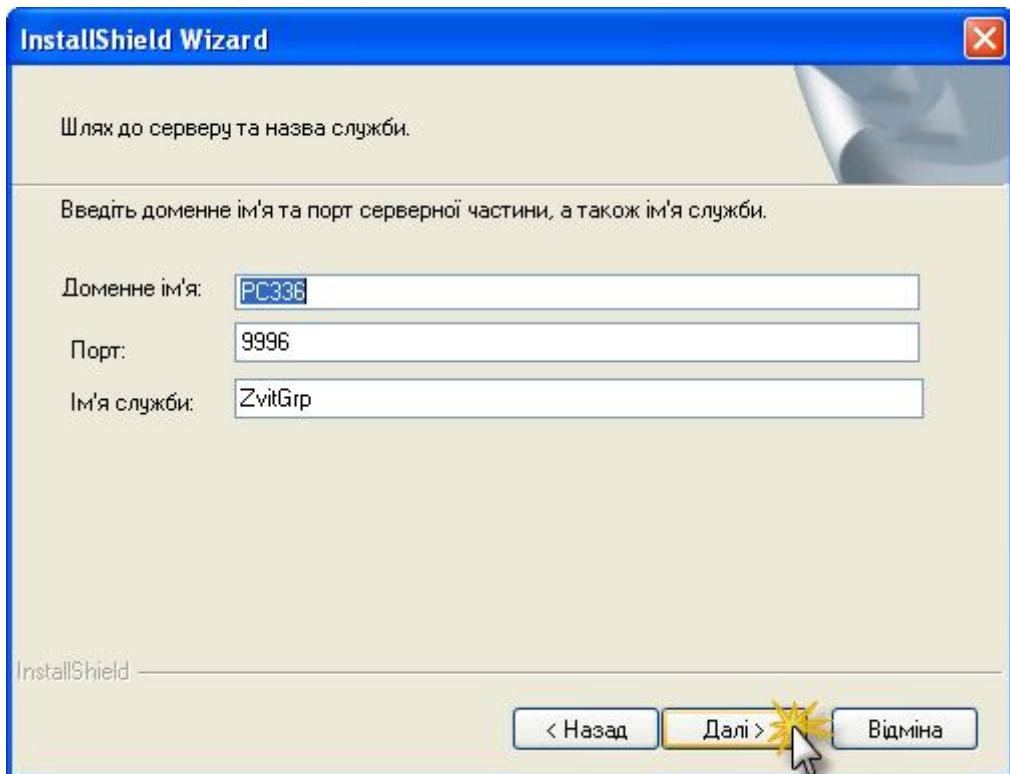 InstallShield Wizard
Шлях до серверу та назва служби.
Введіть доменне ім'я та порт серверної частини, а також ім'я служби.
Доменне ім'я: PC336
Порт: 9996
Ім'я служби: ZvitGrp
InstallShield
< Назад Далі > Відміна